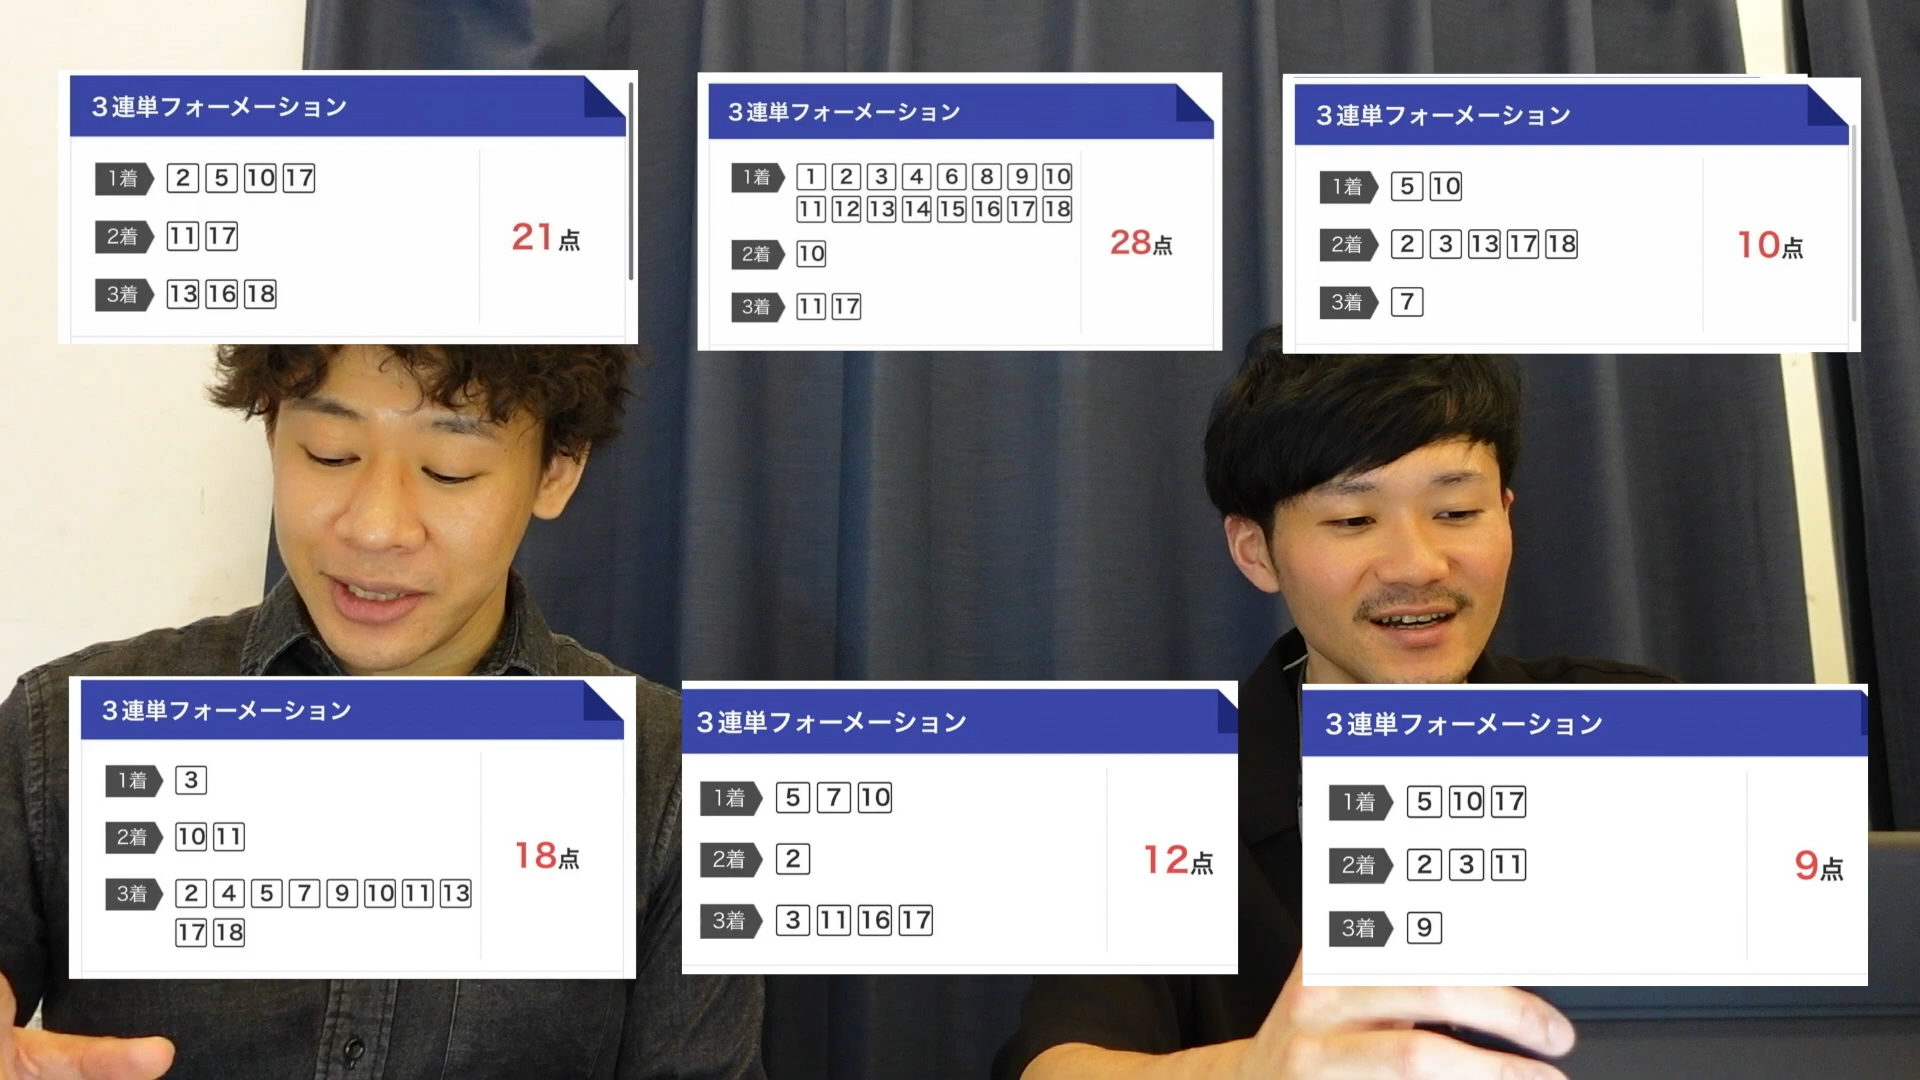 3連単フォーメーション
1着 2 5 10 17
2着 11 17
3着 13 16 18
21点
3連単フォーメーション
1着 1 2 3 4 6 8 9 10
11 12 13 14 15 16 17 18
2着 10
3着 11 17
28点
3連単フォーメーション
1着 5 10
2着 2 3 13 17 18
3着 7
10点
3連単フォーメーション
1着 3
2着 10 11
3着 2 4 5 7 9 10 11 13
17 18
18点
3連単フォーメーション
1着 5 7 10
2着 2
3着 3 11 16 17
12点
3連単フォーメーション
1着 5 10 17
2着 2 3 11
3着 9
9点